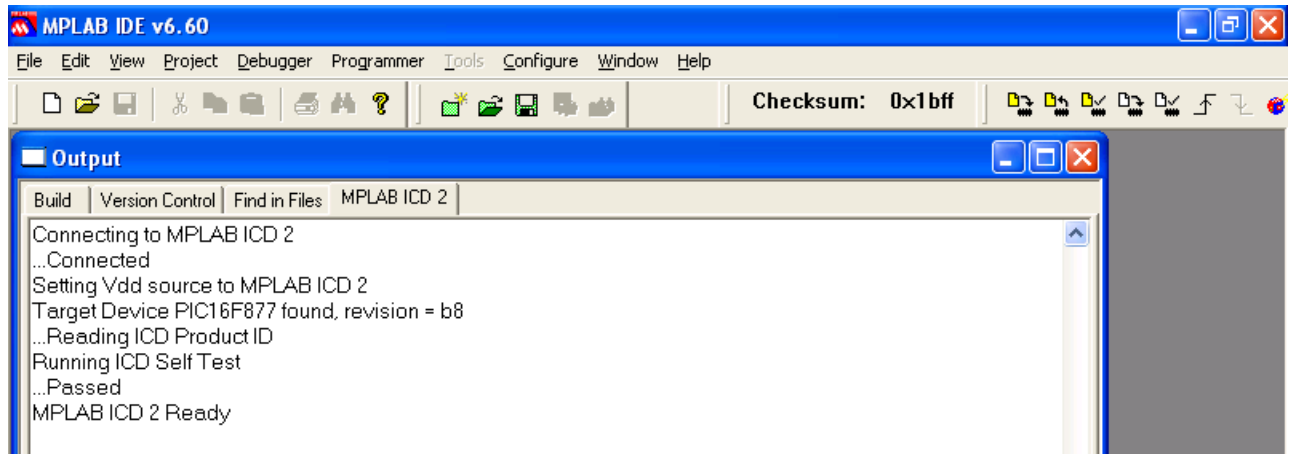 MPLAB IDE v6.60
File Edit View Project Debugger Programmer Tools Configure Window Help
Checksum: 0x1bff
Output
Build Version Control Find in Files MPLAB ICD 2
Connecting to MPLAB ICD 2
...Connected
Setting Vdd source to MPLAB ICD 2
Target Device PIC16F877 found, revision = b8
...Reading ICD Product ID
Running ICD Self Test
...Passed
MPLAB ICD 2 Ready